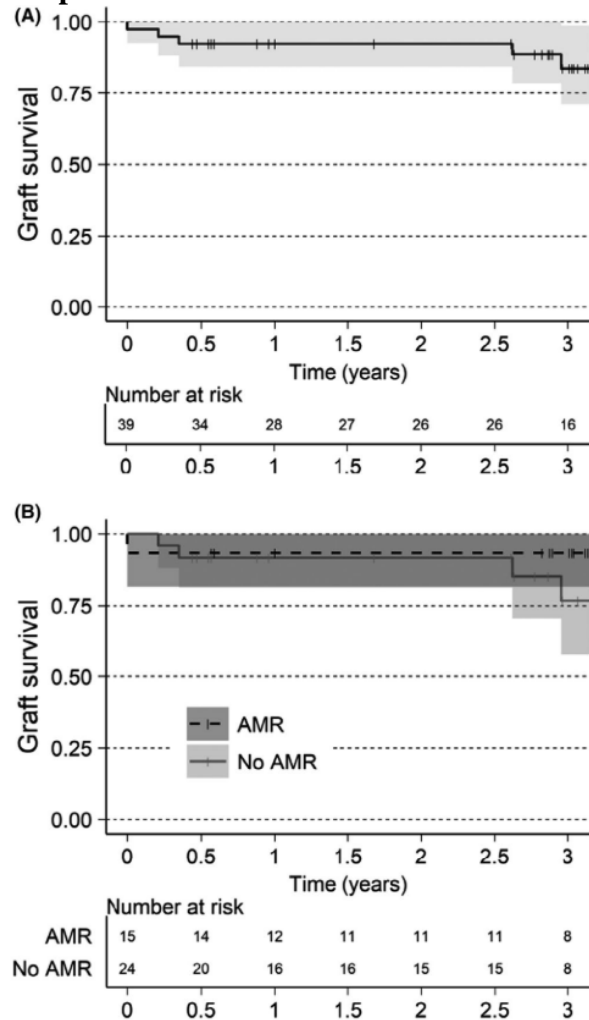 (A)
1.00
0.75
0.50
0.25
0.00
Graft survival
0 0.5 1 1.5 2 2.5 3
Time (years)
Number at risk
39 34 28 27 26 26 16
0 0.5 1 1.5 2 2.5 3
(B)
1.00
0.75
0.50
0.25
0.00
Graft survival
AMR
No AMR
0 0.5 1 1.5 2 2.5 3
Time (years)
Number at risk
AMR 15 14 12 11 11 11 8
No AMR 24 20 16 16 15 15 8
0 0.5 1 1.5 2 2.5 3